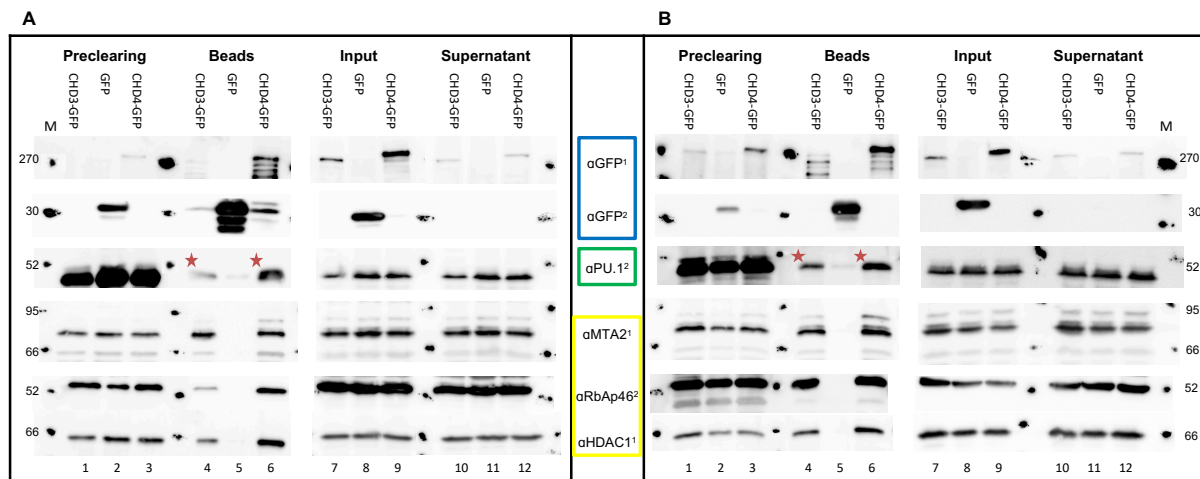 A
B
Preclearing Beads Input Supernatant
Preclearing Beads Input Supernatant
CHD3-GFP GFP CHD4-GFP CHD3-GFP GFP CHD4-GFP CHD3-GFP GFP CHD4-GFP CHD3-GFP GFP CHD4-GFP
CHD3-GFP GFP CHD4-GFP CHD3-GFP GFP CHD4-GFP CHD3-GFP GFP CHD4-GFP CHD3-GFP GFP CHD4-GFP
M
M
270
αGFP¹
270
30
αGFP²
30
52
αPU.1²
52
95
95
αMTA2¹
66
66
52
αRbAp46²
52
66
αHDAC1¹
66
1 2 3 4 5 6 7 8 9 10 11 12
1 2 3 4 5 6 7 8 9 10 11 12